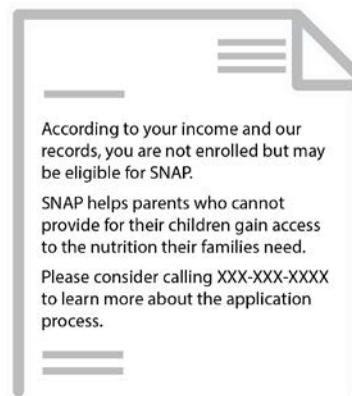 According to your income and our
records, you are not enrolled but may
be eligible for SNAP.
SNAP helps parents who cannot
provide for their children gain access
to the nutrition their families need.
Please consider calling XXX-XXX-XXXX
to learn more about the application
process.